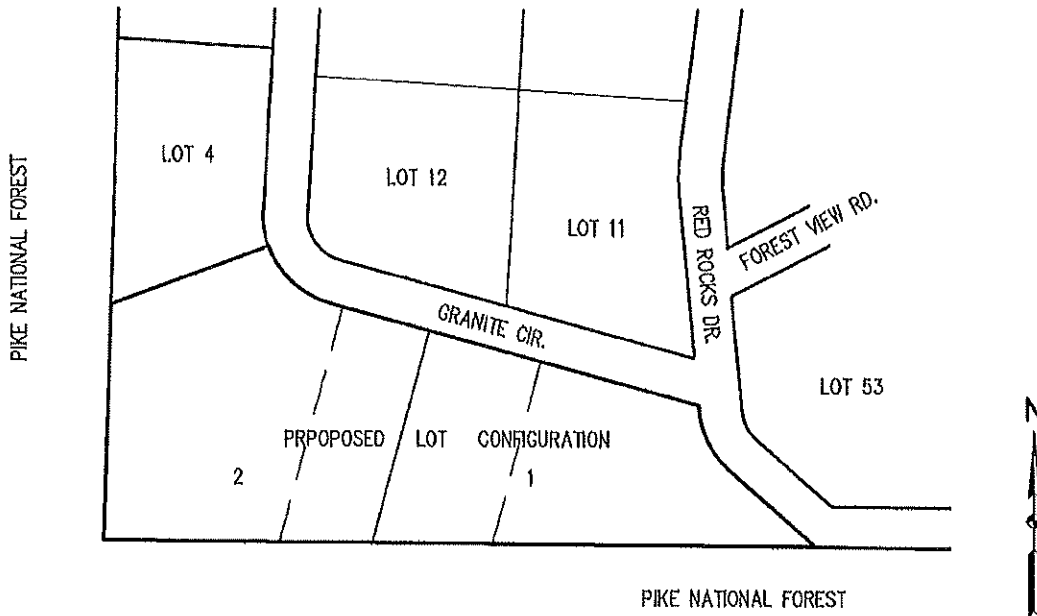 LOT 4
LOT 12
LOT 11
PIKE NATIONAL FOREST
RED ROCKS DR.
FOREST VIEW RD.
GRANITE CIR.
LOT 53
PRPOPOSED LOT CONFIGURATION
2
1
N
PIKE NATIONAL FOREST